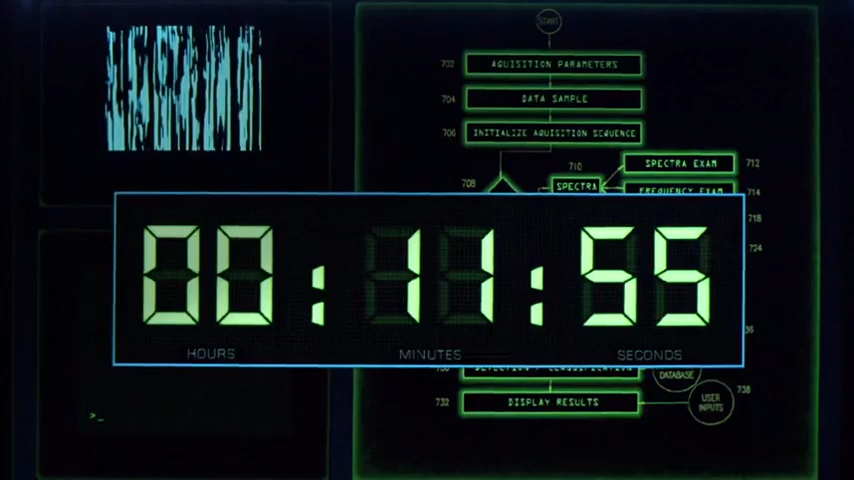 START
702 AQUISITION PARAMETERS
704 DATA SAMPLE
706 INITIALIZE AQUISITION SEQUENCE
710
SPECTRA EXAM 712
708 SPECTRA
FREQUENCY EXAM 714
718
724
00:11:55
HOURS MINUTES SECONDS
DATABASE
738
732 DISPLAY RESULTS
USER
INPUTS
>_